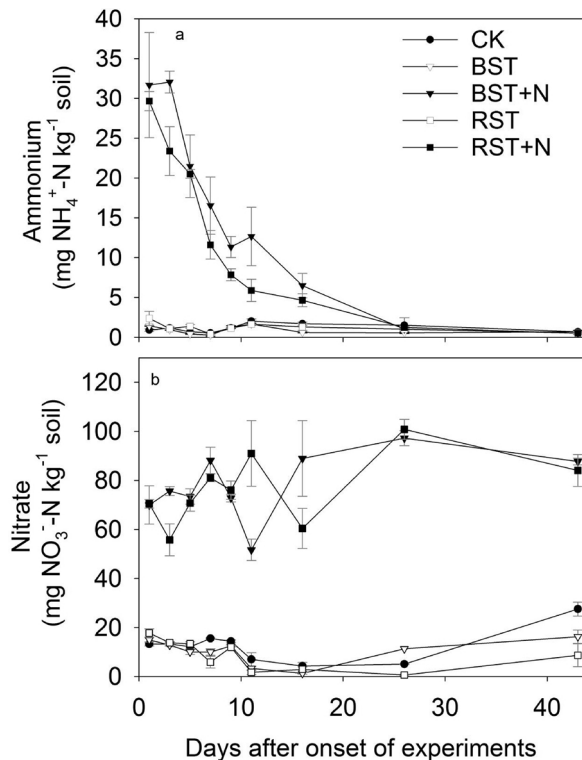 a
CK
BST
BST+N
RST
RST+N
Ammonium
(mg NH₄⁺-N kg⁻¹ soil)
40
35
30
25
20
15
10
5
0
b
Nitrate
(mg NO₃⁻-N kg⁻¹ soil)
120
100
80
60
40
20
0
0 10 20 30 40
Days after onset of experiments